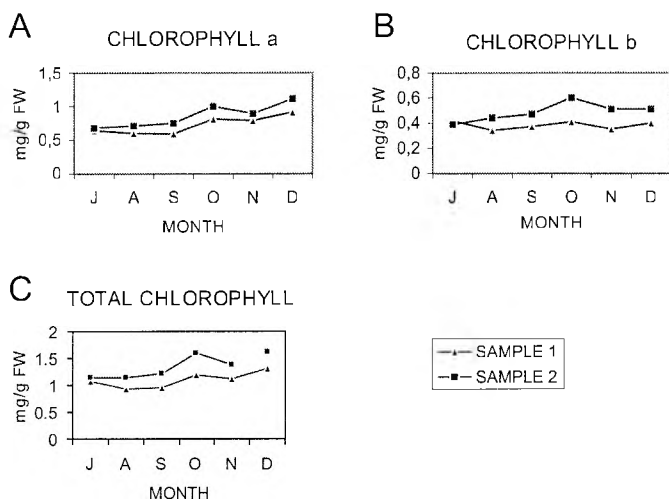 A
CHLOROPHYLL a
1,5
1
0,5
0
mg/g FW
J A S O N D
MONTH
B
CHLOROPHYLL b
0,8
0,6
0,4
0,2
0
mg/g FW
J A S O N D
MONTH
C
TOTAL CHLOROPHYLL
2
1.5
1
0.5
0
mg/g FW
J A S O N D
MONTH
SAMPLE 1
SAMPLE 2